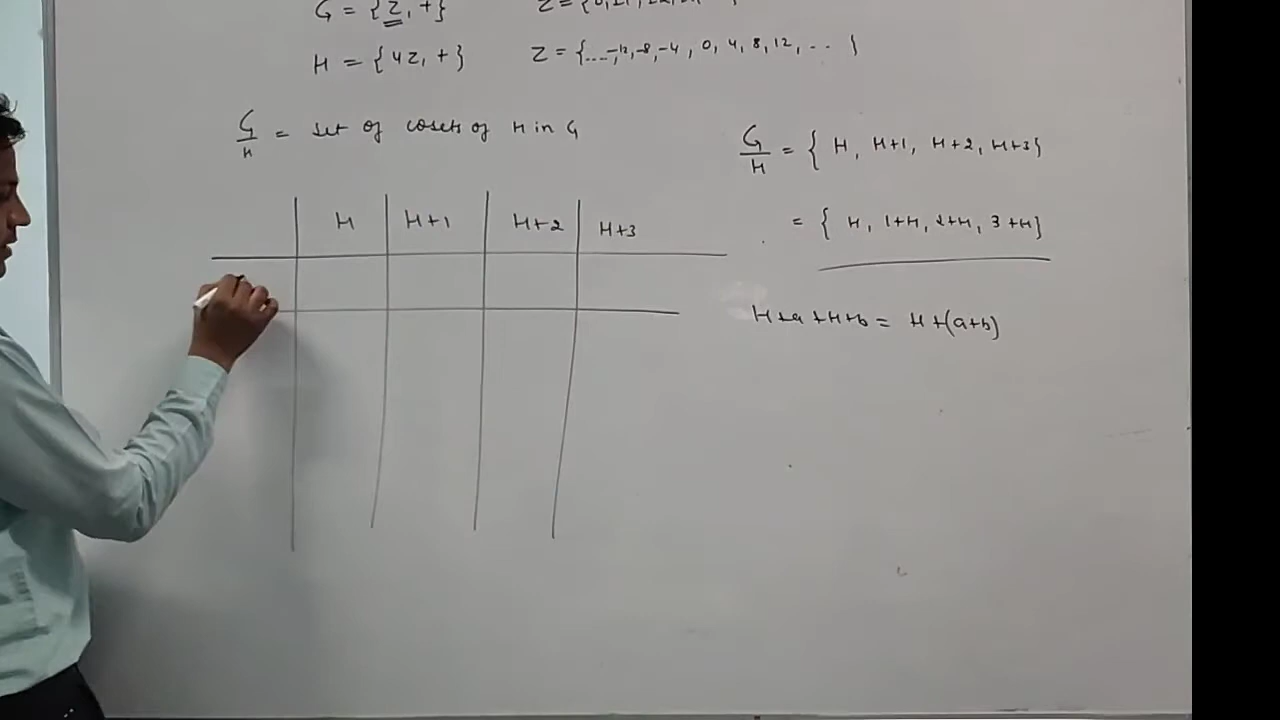 G = {Z, +}
H = {4Z, +} Z = {...,-12,-8,-4, 0, 4, 8, 12, ... }
G/H = set of cosets of H in G
G/H = { H, H+1, H+2, H+3}
= { H, 1+H, 2+H, 3+H}
H H+1 H+2 H+3
H+a+H+b = H+(a+b)